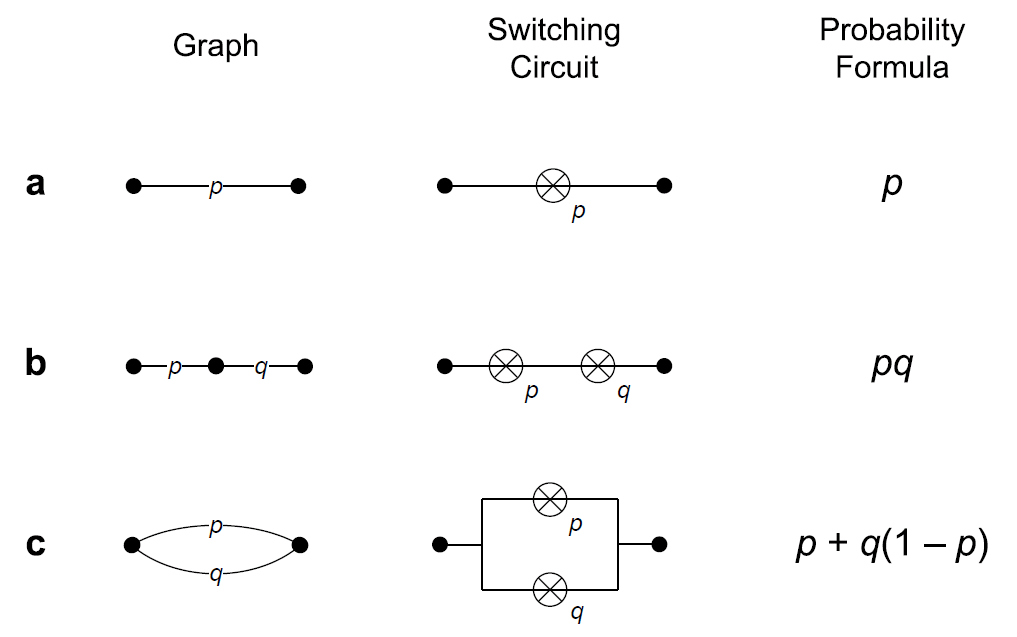 Graph
Switching
Circuit
Probability
Formula
a
p
p
p
b
p
q
p
q
pq
c
p
q
p
q
p + q(1 – p)